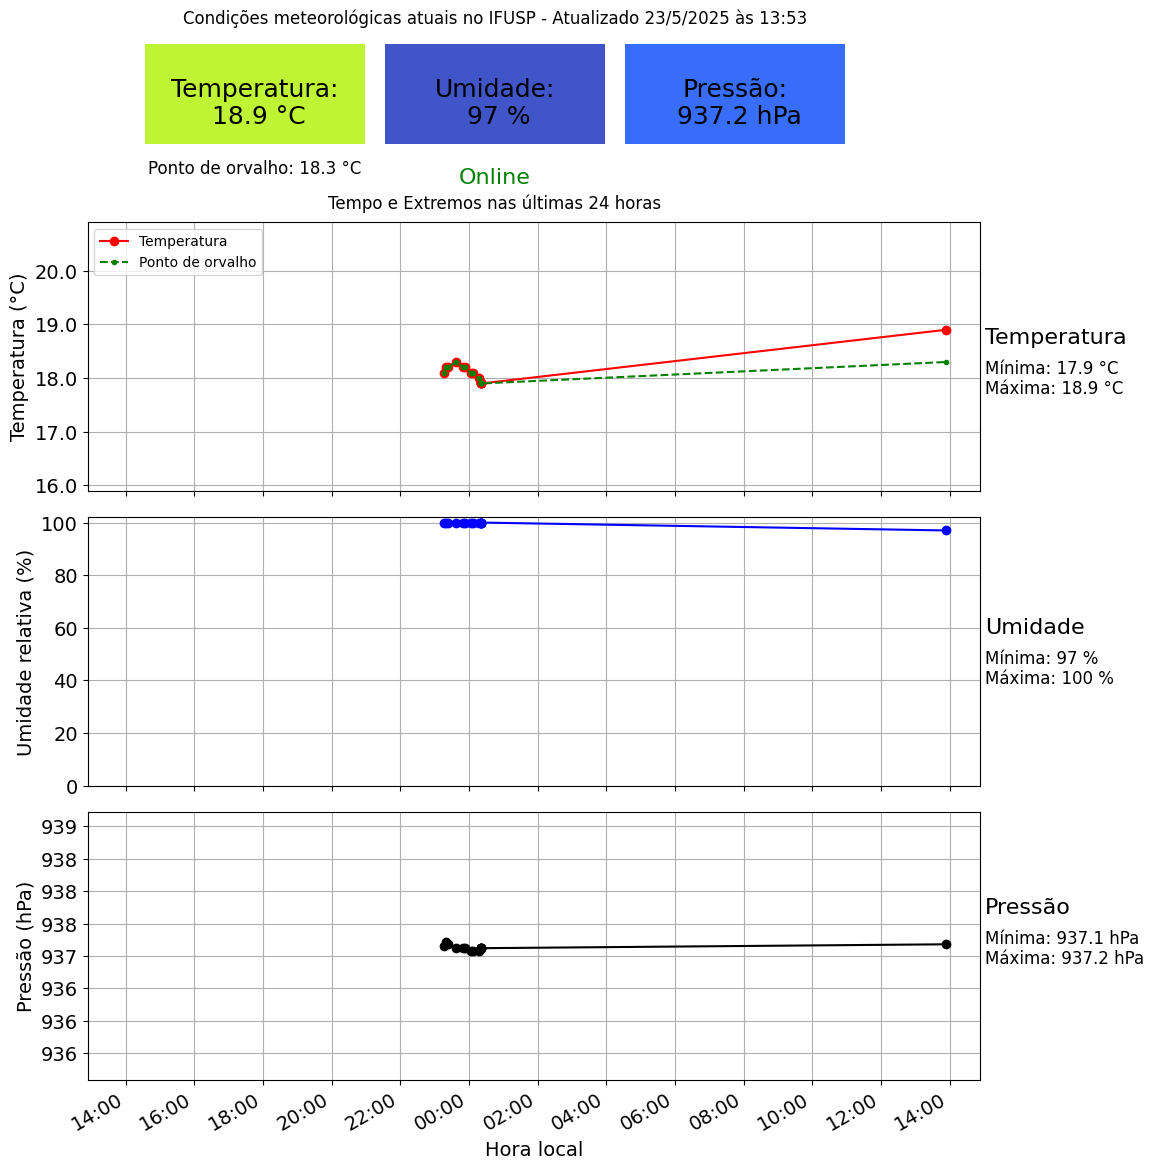 Condições meteorológicas atuais no IFUSP - Atualizado 23/5/2025 às 13:53
Temperatura:
18.9 °C
Umidade:
97 %
Pressão:
937.2 hPa
Ponto de orvalho: 18.3 °C
Online
Tempo e Extremos nas últimas 24 horas
Temperatura
Ponto de orvalho
Temperatura (°C)
20.0
19.0
18.0
17.0
16.0
Temperatura
Mínima: 17.9 °C
Máxima: 18.9 °C
Umidade relativa (%)
100
80
60
40
20
0
Umidade
Mínima: 97 %
Máxima: 100 %
Pressão (hPa)
939
938
938
938
937
936
936
936
Pressão
Mínima: 937.1 hPa
Máxima: 937.2 hPa
14:00
16:00
18:00
20:00
22:00
00:00
02:00
04:00
06:00
08:00
10:00
12:00
14:00
Hora local